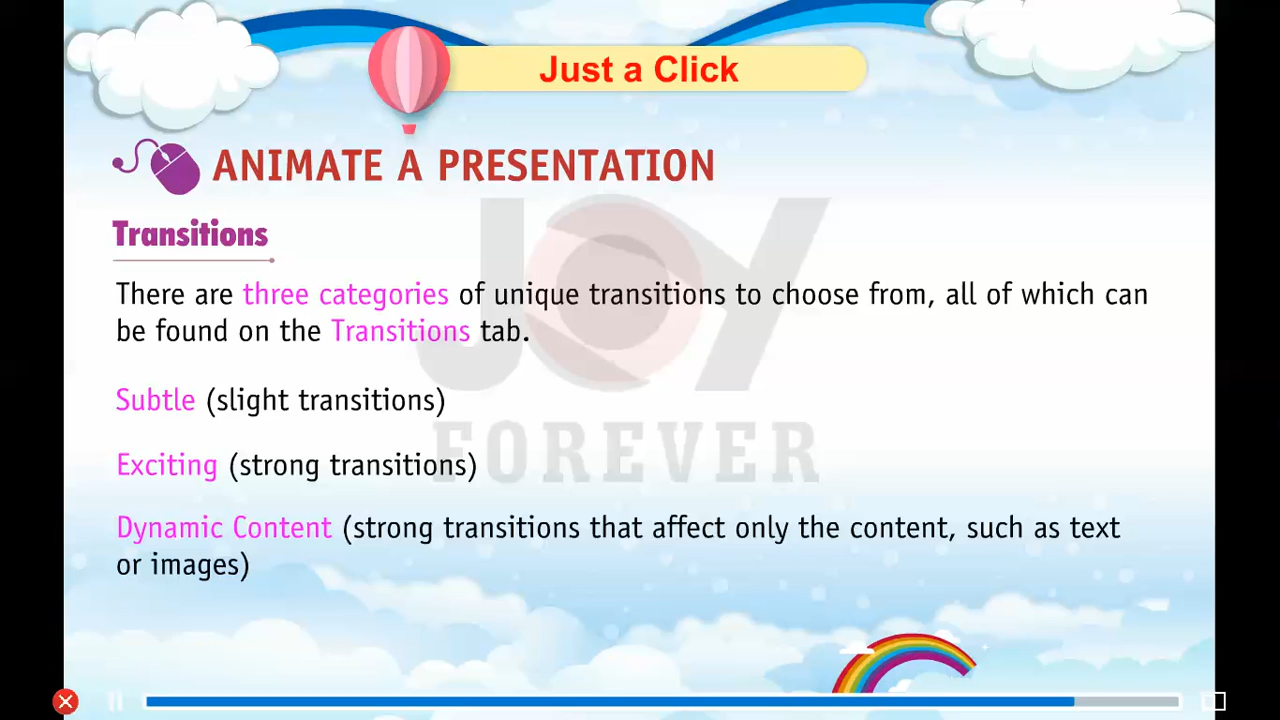 Just a Click
ANIMATE A PRESENTATION
Transitions
There are three categories of unique transitions to choose from, all of which can
be found on the Transitions tab.
Subtle (slight transitions)
Exciting (strong transitions)
Dynamic Content (strong transitions that affect only the content, such as text
or images)
JOY
FOREVER